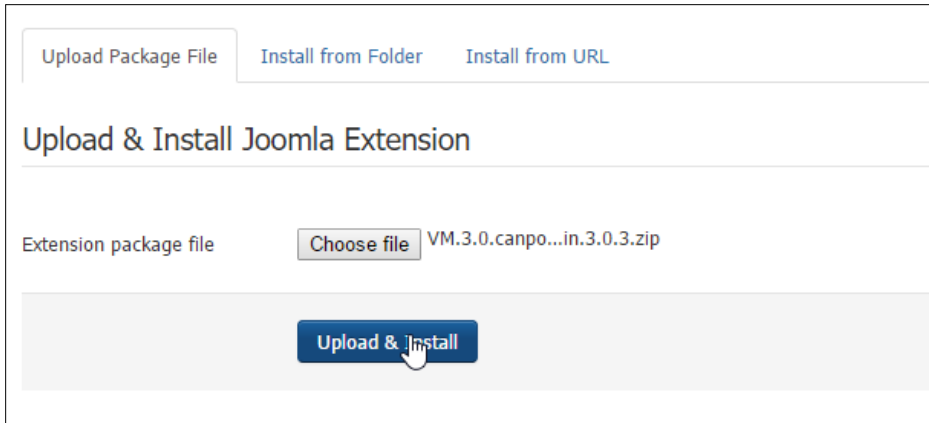 Upload Package File Install from Folder Install from URL
Upload & Install Joomla Extension
Extension package file Choose file VM.3.0.canpo...in.3.0.3.zip
Upload & Install